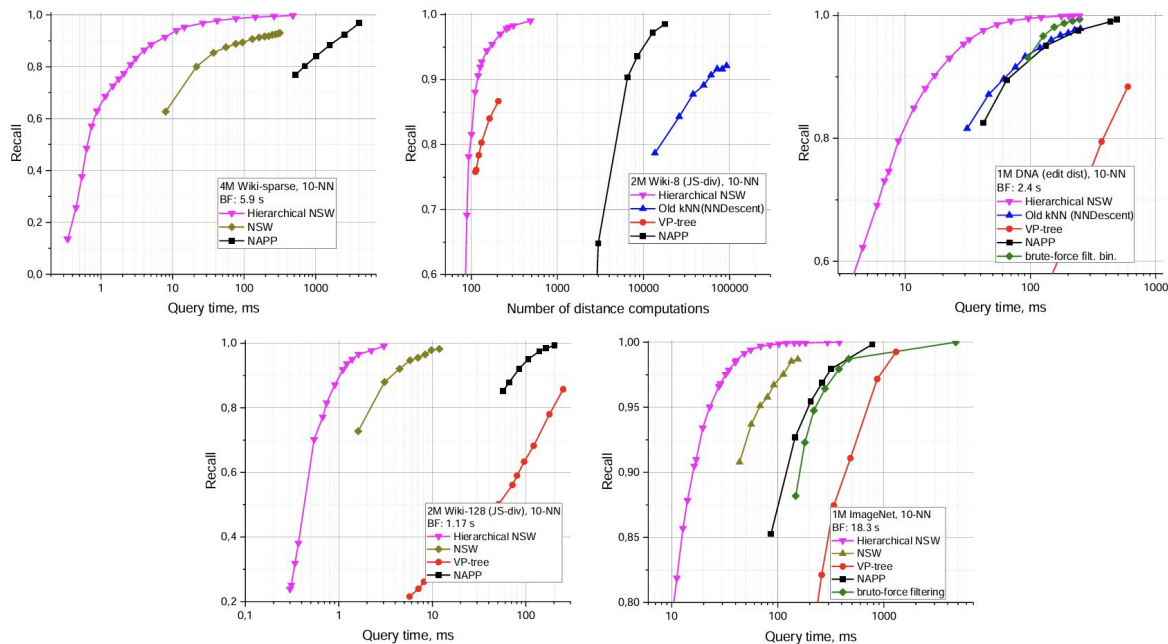 1,0
0,8
0,6
0,4
0,2
0,0
Recall
4M Wiki-sparse, 10-NN
BF: 5.9 s
Hierarchical NSW
NSW
NAPP
1
10
100
1000
Query time, ms
1,0
0,9
0,8
0,7
0,6
Recall
2M Wiki-8 (JS-div), 10-NN
Hierarchical NSW
Old kNN(NNDescent)
VP-tree
NAPP
100
1000
10000
100000
Number of distance computations
1,0
0,8
0,6
Recall
1M DNA (edit dist), 10-NN
BF: 2.4 s
Hierarchical NSW
Old kNN (NNDescent)
VP-tree
NAPP
brute-force filt. bin.
10
100
1000
Query time, ms
1,0
0,8
0,6
0,4
0,2
Recall
2M Wiki-128 (JS-div), 10-NN
BF: 1.17 s
Hierarchical NSW
NSW
VP-tree
NAPP
0,1
1
10
100
Query time, ms
1.00
0,95
0,90
0,85
0,80
Recall
1M ImageNet, 10-NN
BF: 18.3 s
Hierarchical NSW
NSW
VP-tree
NAPP
bruto-force filtering
10
100
1000
Query time, ms